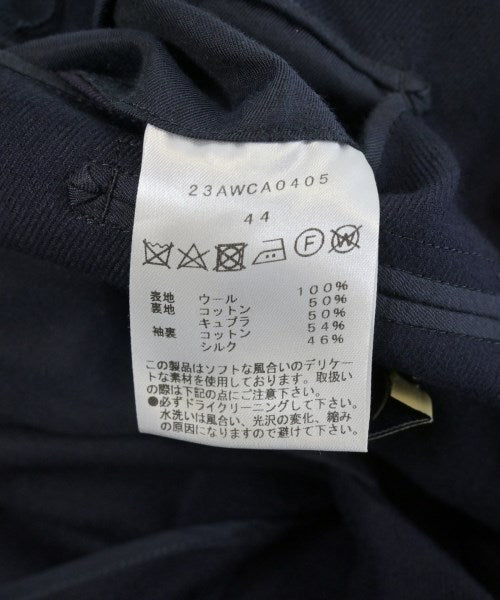 23AWCA0405
44
F W
表地 ウール 100%
裏地 コットン 50%
キュプラ 50%
袖裏 コットン 54%
シルク 46%
この製品はソフトな風合いのデリケー
トな素材を使用しております。取扱い
の際は下記の点にご注意下さい。
●必ずドライクリーニングして下さい。
水洗いは風合い、光沢の変化、縮み
の原因になりますので避けて下さい。